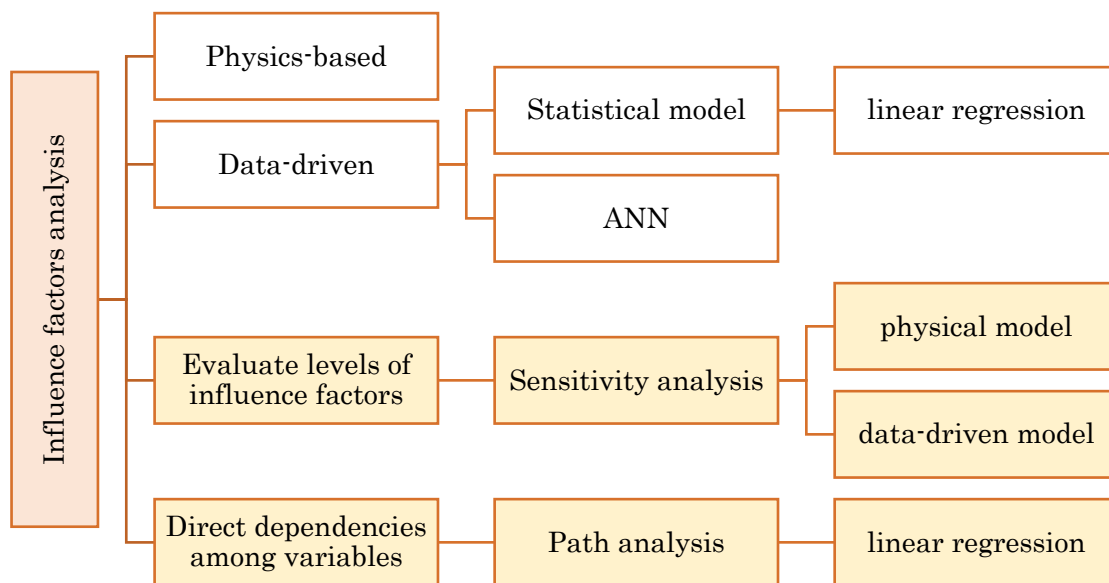 Influence factors analysis
Physics-based
Data-driven
Statistical model
linear regression
ANN
Evaluate levels of
influence factors
Sensitivity analysis
physical model
data-driven model
Direct dependencies
among variables
Path analysis
linear regression